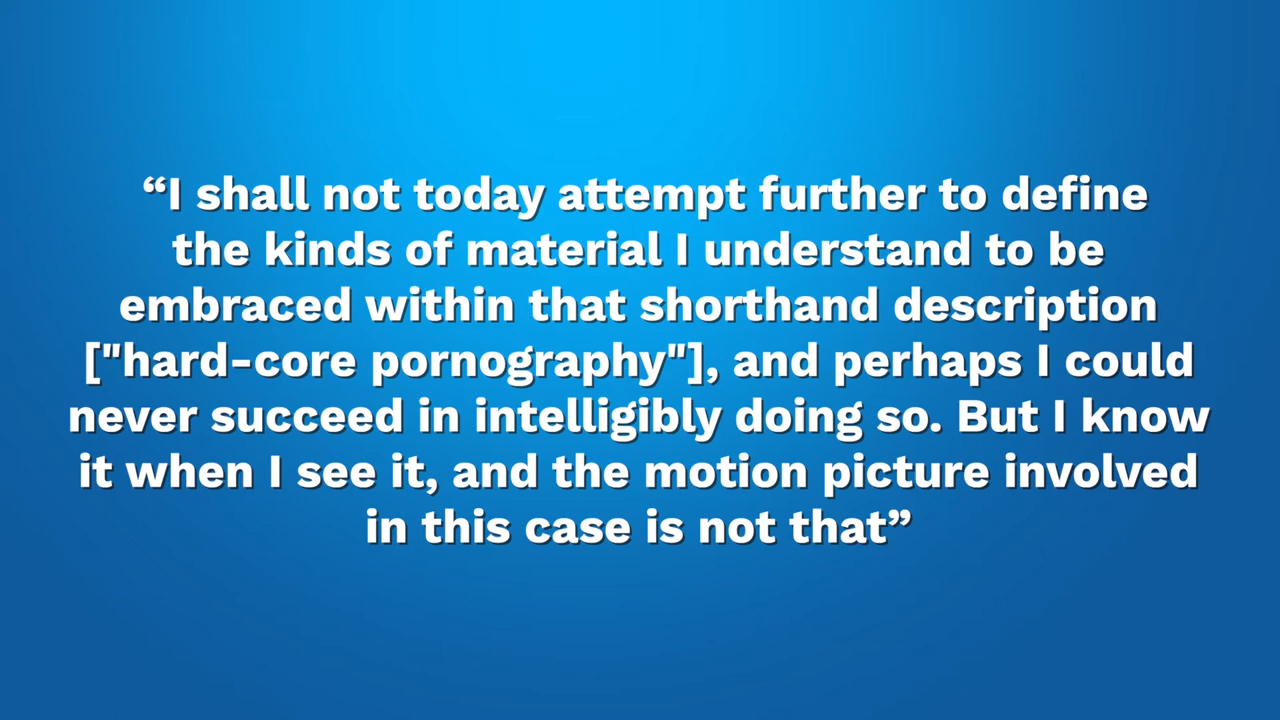 “I shall not today attempt further to define
the kinds of material I understand to be
embraced within that shorthand description
["hard-core pornography"], and perhaps I could
never succeed in intelligibly doing so. But I know
it when I see it, and the motion picture involved
in this case is not that”